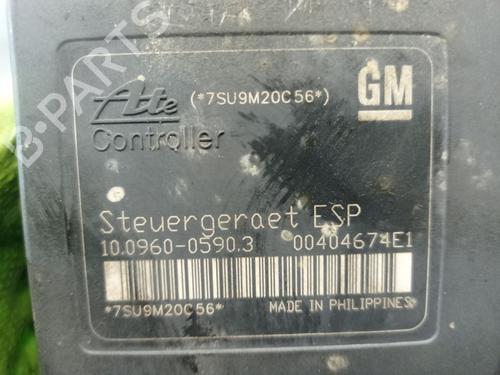 B-PARTS
Ate (*7SU9M20C56*) GM
Controller
Steuergeraet ESP
10.0960-0590.3 00404674E1
*7SU9M20C56* MADE IN PHILIPPINES